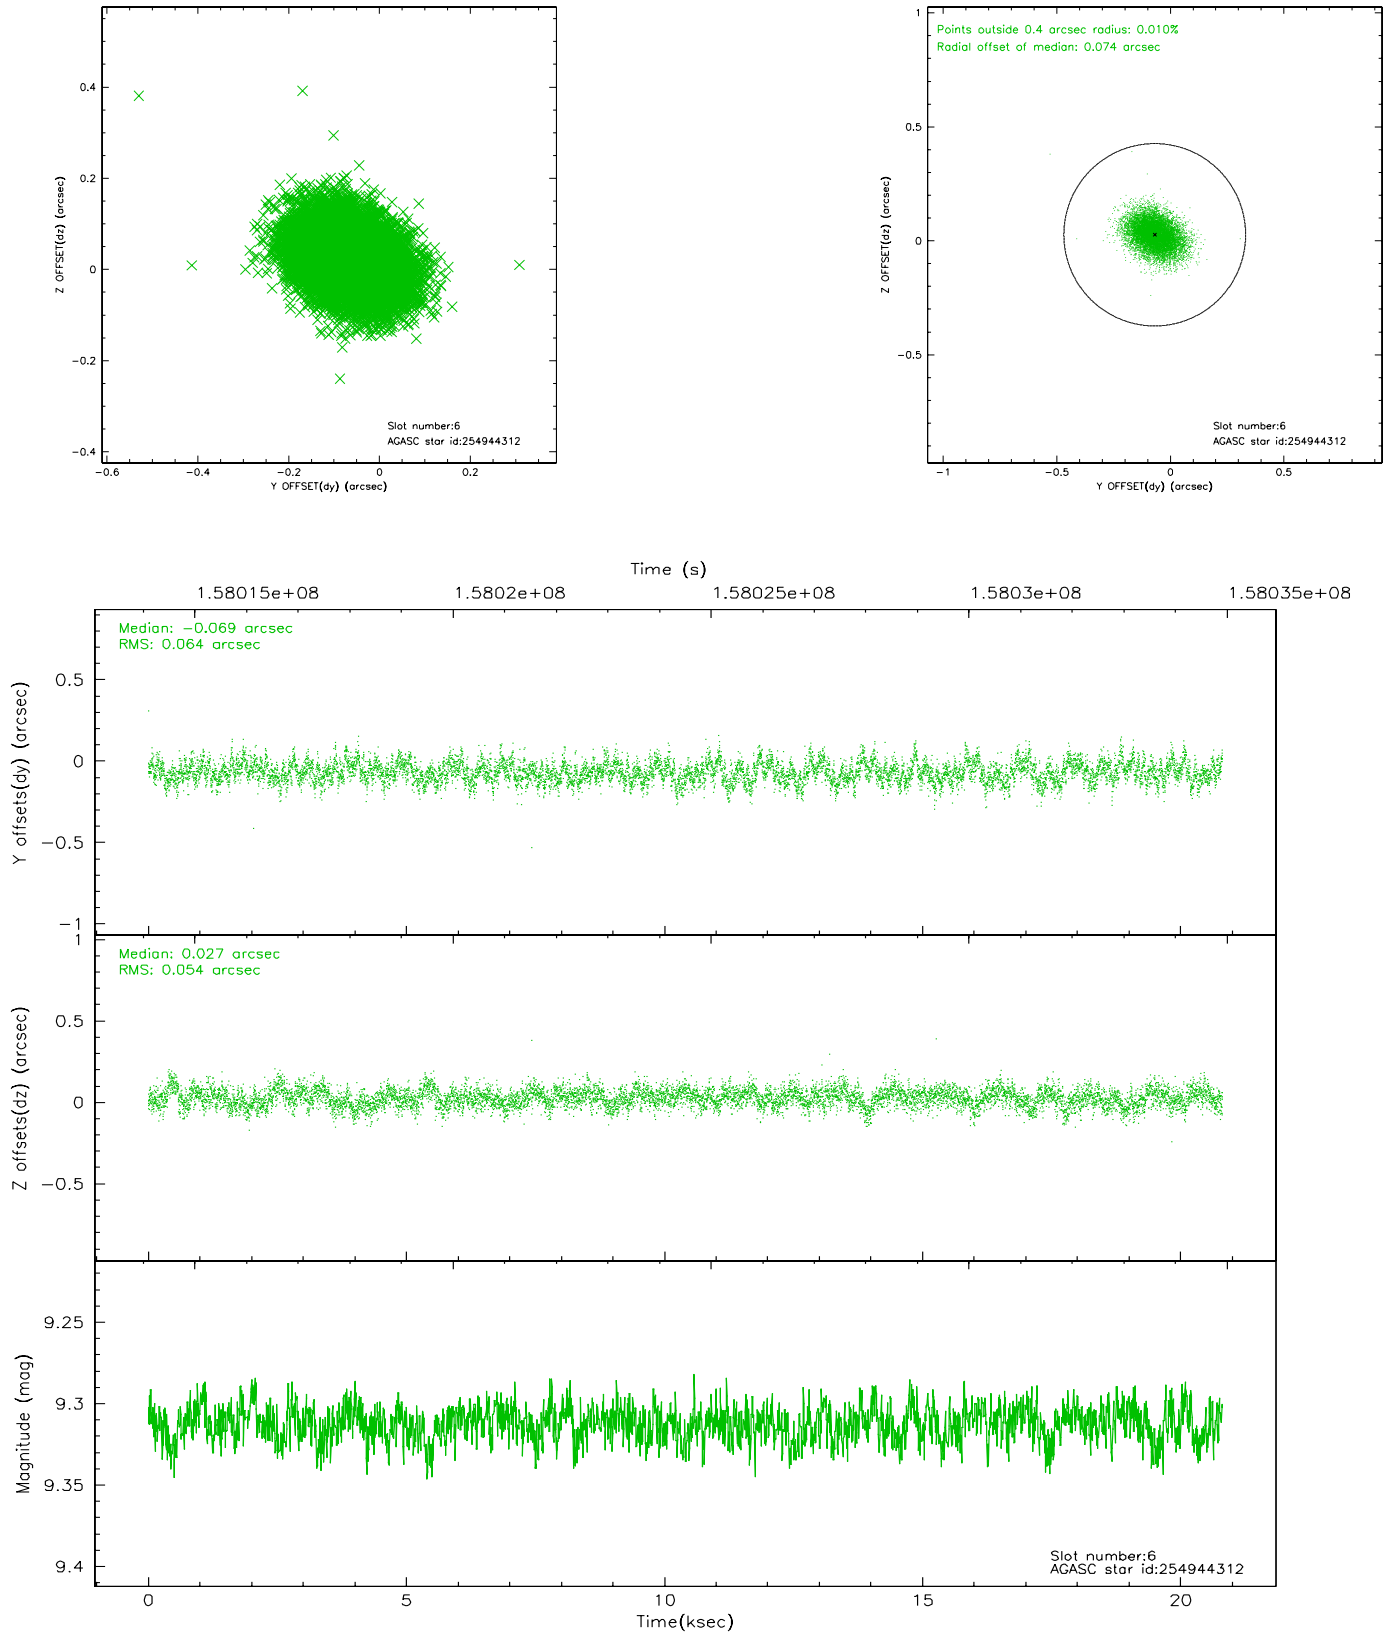 0.4
0.2
0
−0.2
−0.4
Z OFFSET(dz) (arcsec)
−0.6
−0.4
−0.2
0
0.2
Y OFFSET(dy) (arcsec)
Slot number:6
AGASC star id:254944312
Points outside 0.4 arcsec radius: 0.010%
Radial offset of median: 0.074 arcsec
1
0.5
0
−0.5
Z OFFSET(dz) (arcsec)
−1
−0.5
0
0.5
Y OFFSET(dy) (arcsec)
Slot number:6
AGASC star id:254944312
Time (s)
1.58015e+08
1.5802e+08
1.58025e+08
1.5803e+08
1.58035e+08
Median: −0.069 arcsec
RMS: 0.064 arcsec
0.5
0
−0.5
−1
Y offsets(dy) (arcsec)
Median: 0.027 arcsec
RMS: 0.054 arcsec
1
0.5
0
−0.5
Z offsets(dz) (arcsec)
9.25
9.3
9.35
9.4
Magnitude (mag)
Slot number:6
AGASC star id:254944312
0
5
10
15
20
Time(ksec)